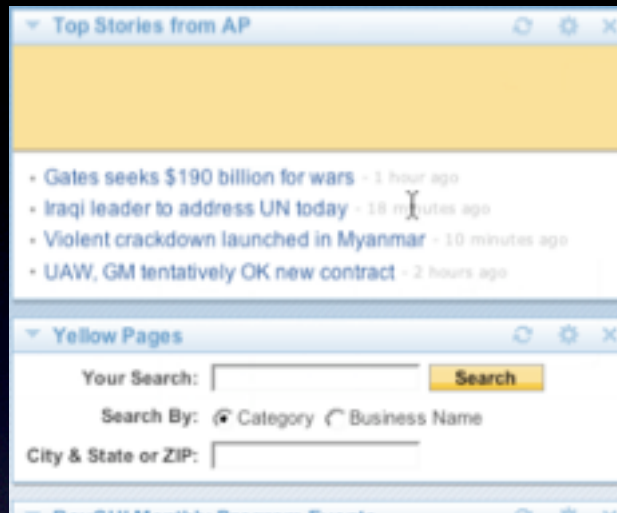 Top Stories from AP
• Gates seeks $190 billion for wars - 1 hour ago
• Iraqi leader to address UN today - 18 minutes ago
• Violent crackdown launched in Myanmar - 10 minutes ago
• UAW, GM tentatively OK new contract - 2 hours ago
Yellow Pages
Your Search: Search
Search By: Category Business Name
City & State or ZIP: